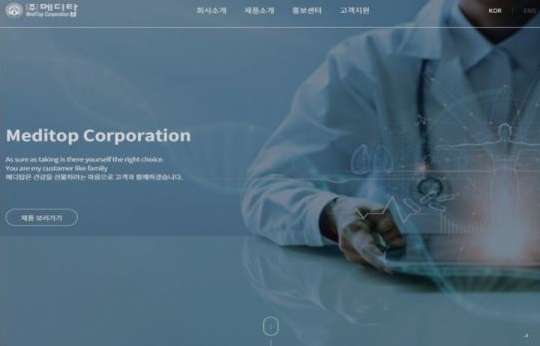 (주)메디탑
MediTop Corporation
회사소개 제품소개 홍보센터 고객지원
KOR | ENG
Meditop Corporation
As sure as taking is there yourself the right choice.
You are my customer like family
메디탑은 건강을 선물하려는 마음으로 고객과 함께하겠습니다.
제품 보러가기